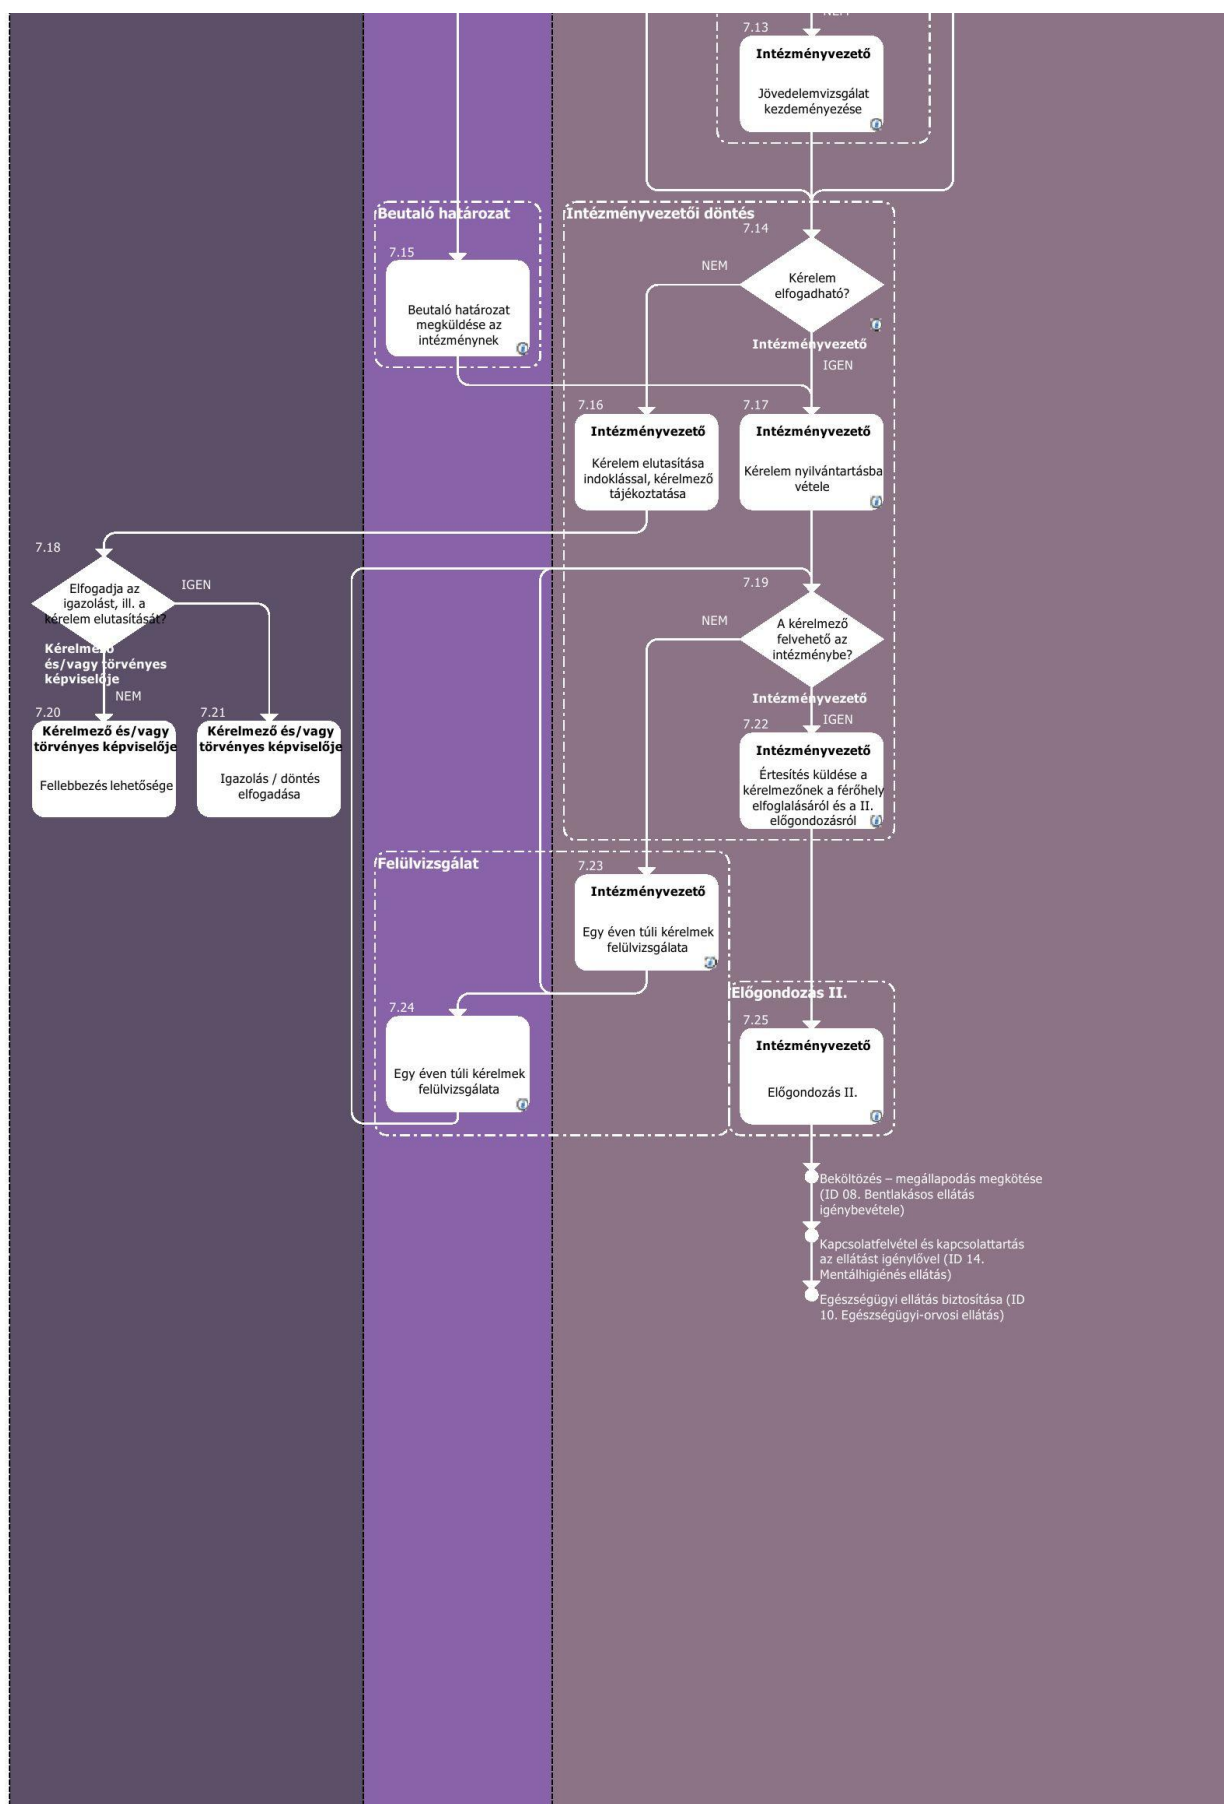 NEM
7.13
Intézményvezető
Jövedelemvizsgálat
kezdeményezése
Beutaló határozat
Intézményvezetői döntés
7.14
NEM
Kérelem
elfogadható?
Intézményvezető
IGEN
7.15
Beutaló határozat
megküldése az
intézménynek
7.16
Intézményvezető
Kérelem elutasítása
indoklással, kérelmező
tájékoztatása
7.17
Intézményvezető
Kérelem nyilvántartásba
vétele
7.18
Elfogadja az
igazolást, ill. a
kérelem elutasítását?
IGEN
Kérelmező
és/vagy törvényes
képviselője
NEM
7.19
NEM
A kérelmező
felvehető az
intézménybe?
Intézményvezető
IGEN
7.20
Kérelmező és/vagy
törvényes képviselője
Fellebbezés lehetősége
7.21
Kérelmező és/vagy
törvényes képviselője
Igazolás / döntés
elfogadása
7.22
Intézményvezető
Értesítés küldése a
kérelmezőnek a férőhely
elfoglalásáról és a II.
előgondozásról
Felülvizsgálat
7.23
Intézményvezető
Egy éven túli kérelmek
felülvizsgálata
7.24
Egy éven túli kérelmek
felülvizsgálata
Előgondozás II.
7.25
Intézményvezető
Előgondozás II.
Beköltözés – megállapodás megkötése
(ID 08. Bentlakásos ellátás
igénybevétele)
Kapcsolatfelvétel és kapcsolattartás
az ellátást igénylővel (ID 14.
Mentálhigiénés ellátás)
Egészségügyi ellátás biztosítása (ID
10. Egészségügyi-orvosi ellátás)